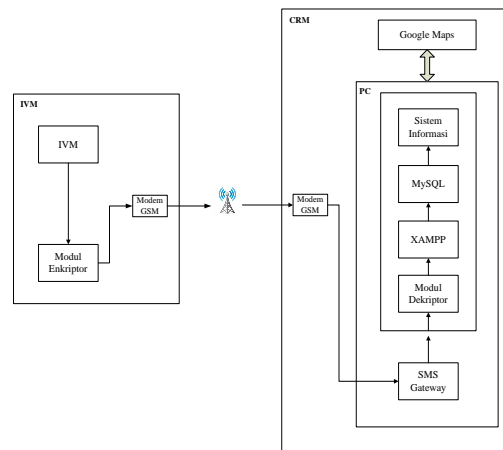 CRM
Google Maps
PC
IVM
Sistem
Informasi
IVM
MySQL
Modem
GSM
Modem
GSM
XAMPP
Modul
Enkriptor
Modul
Dekriptor
SMS
Gateway